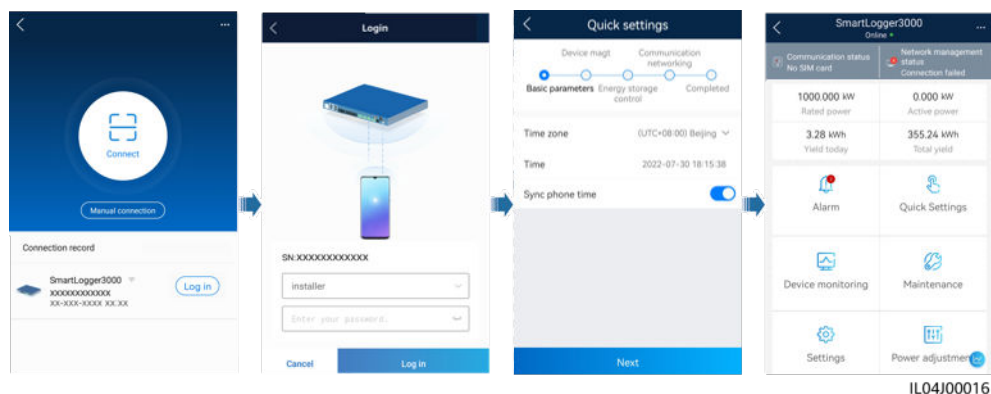 ...
Connect
Manual connection
Connection record
SmartLogger3000
XXXXXXXXXXXX
XX-XXX-XXXX XX:XX
Log in
Login
SN:XXXXXXXXXXXX
installer
Enter your password.
Cancel
Log In
Quick settings
Device magt.
Communication
networking
Basic parameters
Energy storage
control
Completed
Time zone
(UTC+08:00) Beijing
Time
2022-07-30 18:15:38
Sync phone time
Next
SmartLogger3000
Online
...
Communication status
No SIM card
Network management
status
Connection failed
1000.000 kW
Rated power
0.000 kW
Active power
3.28 kWh
Yield today
355.24 kWh
Total yield
Alarm
Quick Settings
Device monitoring
Maintenance
Settings
Power adjustment
IL04J00016